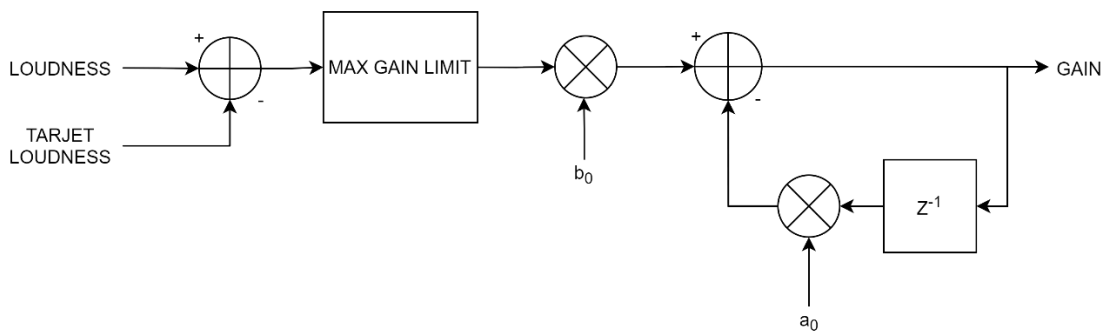 +
+
LOUDNESS
MAX GAIN LIMIT
GAIN
-
-
TARJET
LOUDNESS
b0
Z-1
a0